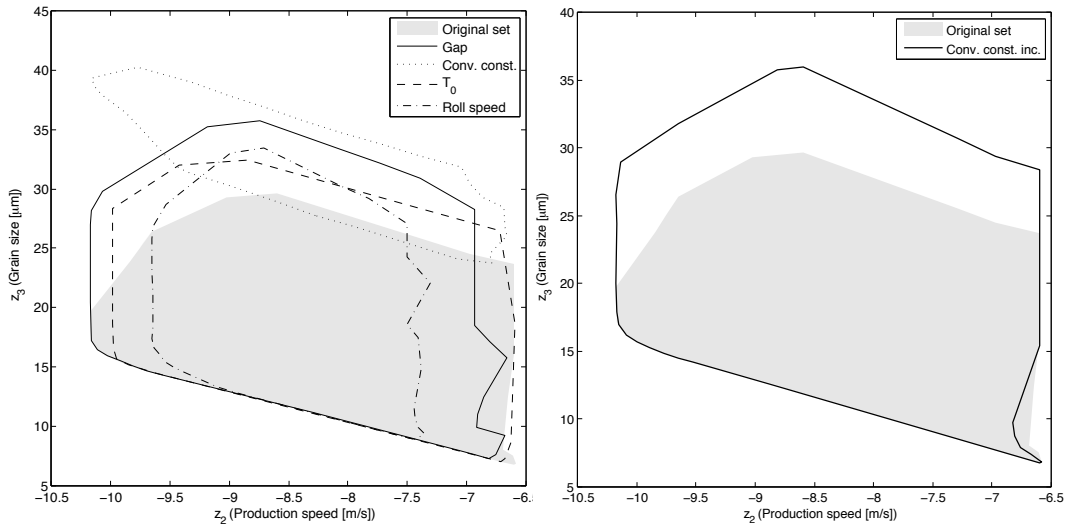 45
40
35
30
25
20
15
10
5
z3 (Grain size [μm])
Original set
Gap
Conv. const.
T0
Roll speed
−10.5 −10 −9.5 −9 −8.5 −8 −7.5 −7 −6.5
z2 (Production speed [m/s])
40
35
30
25
20
15
10
5
z3 (Grain size [μm])
Original set
Conv. const. inc.
−10.5 −10 −9.5 −9 −8.5 −8 −7.5 −7 −6.5
z2 (Production speed [m/s])